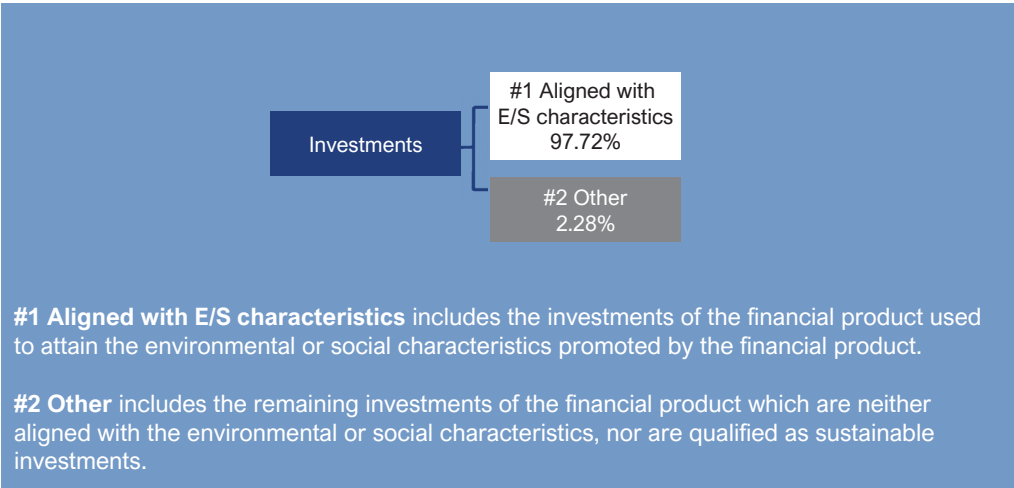 Investments
#1 Aligned with
E/S characteristics
97.72%
#2 Other
2.28%
#1 Aligned with E/S characteristics includes the investments of the financial product used
to attain the environmental or social characteristics promoted by the financial product.
#2 Other includes the remaining investments of the financial product which are neither
aligned with the environmental or social characteristics, nor are qualified as sustainable
investments.